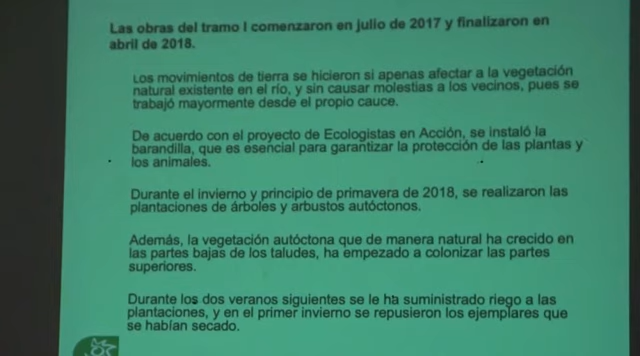 Las obras del tramo I comenzaron en julio de 2017 y finalizaron en
abril de 2018.
Los movimientos de tierra se hicieron si apenas afectar a la vegetación
natural existente en el río, y sin causar molestias a los vecinos, pues se
trabajó mayormente desde el propio cauce.
De acuerdo con el proyecto de Ecologistas en Acción, se instaló la
barandilla, que es esencial para garantizar la protección de las plantas y
los animales.
Durante el invierno y principio de primavera de 2018, se realizaron las
plantaciones de árboles y arbustos autóctonos.
Además, la vegetación autóctona que de manera natural ha crecido en
las partes bajas de los taludes, ha empezado a colonizar las partes
superiores.
Durante los dos veranos siguientes se le ha suministrado riego a las
plantaciones, y en el primer invierno se repusieron los ejemplares que
se habían secado.